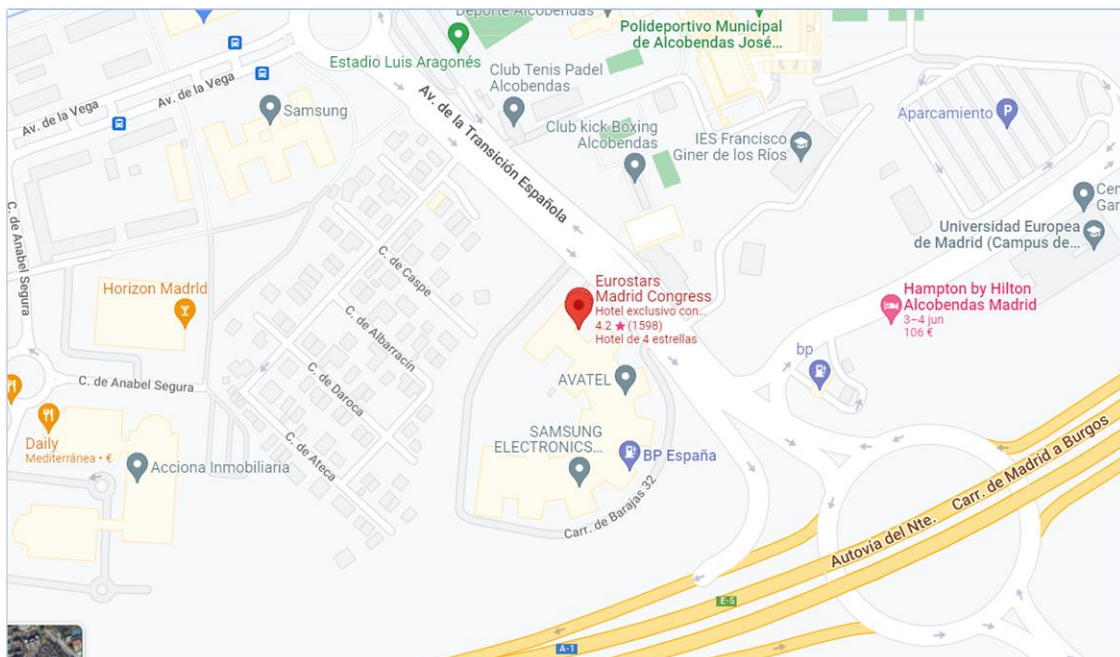 Deporte Alcobendas
Polideportivo Municipal
de Alcobendas José...
Estadio Luis Aragonés
Av. de la Vega
Av. de la Vega
Samsung
Club Tenis Padel
Alcobendas
Av. de la Transición Española
Club kick Boxing
Alcobendas
IES Francisco
Giner de los Ríos
Aparcamiento
P
Cen
Gar
Universidad Europea
de Madrid (Campus de...
C. de Anabel Segura
C. de Caspe
Horizon MadrId
Eurostars
Madrid Congress
Hotel exclusivo con...
4.2 ★ (1598)
Hotel de 4 estrellas
Hampton by Hilton
Alcobendas Madrid
3–4 jun
106 €
C. de Albarracín
bp
C. de Anabel Segura
C. de Daroca
AVATEL
Daily
Mediterránea • €
C. de Ateca
SAMSUNG
ELECTRONICS...
BP España
Acciona Inmobiliaria
Carr. de Barajas 32
Autovía del Nte.
Carr. de Madrid a Burgos
E-5
A-1